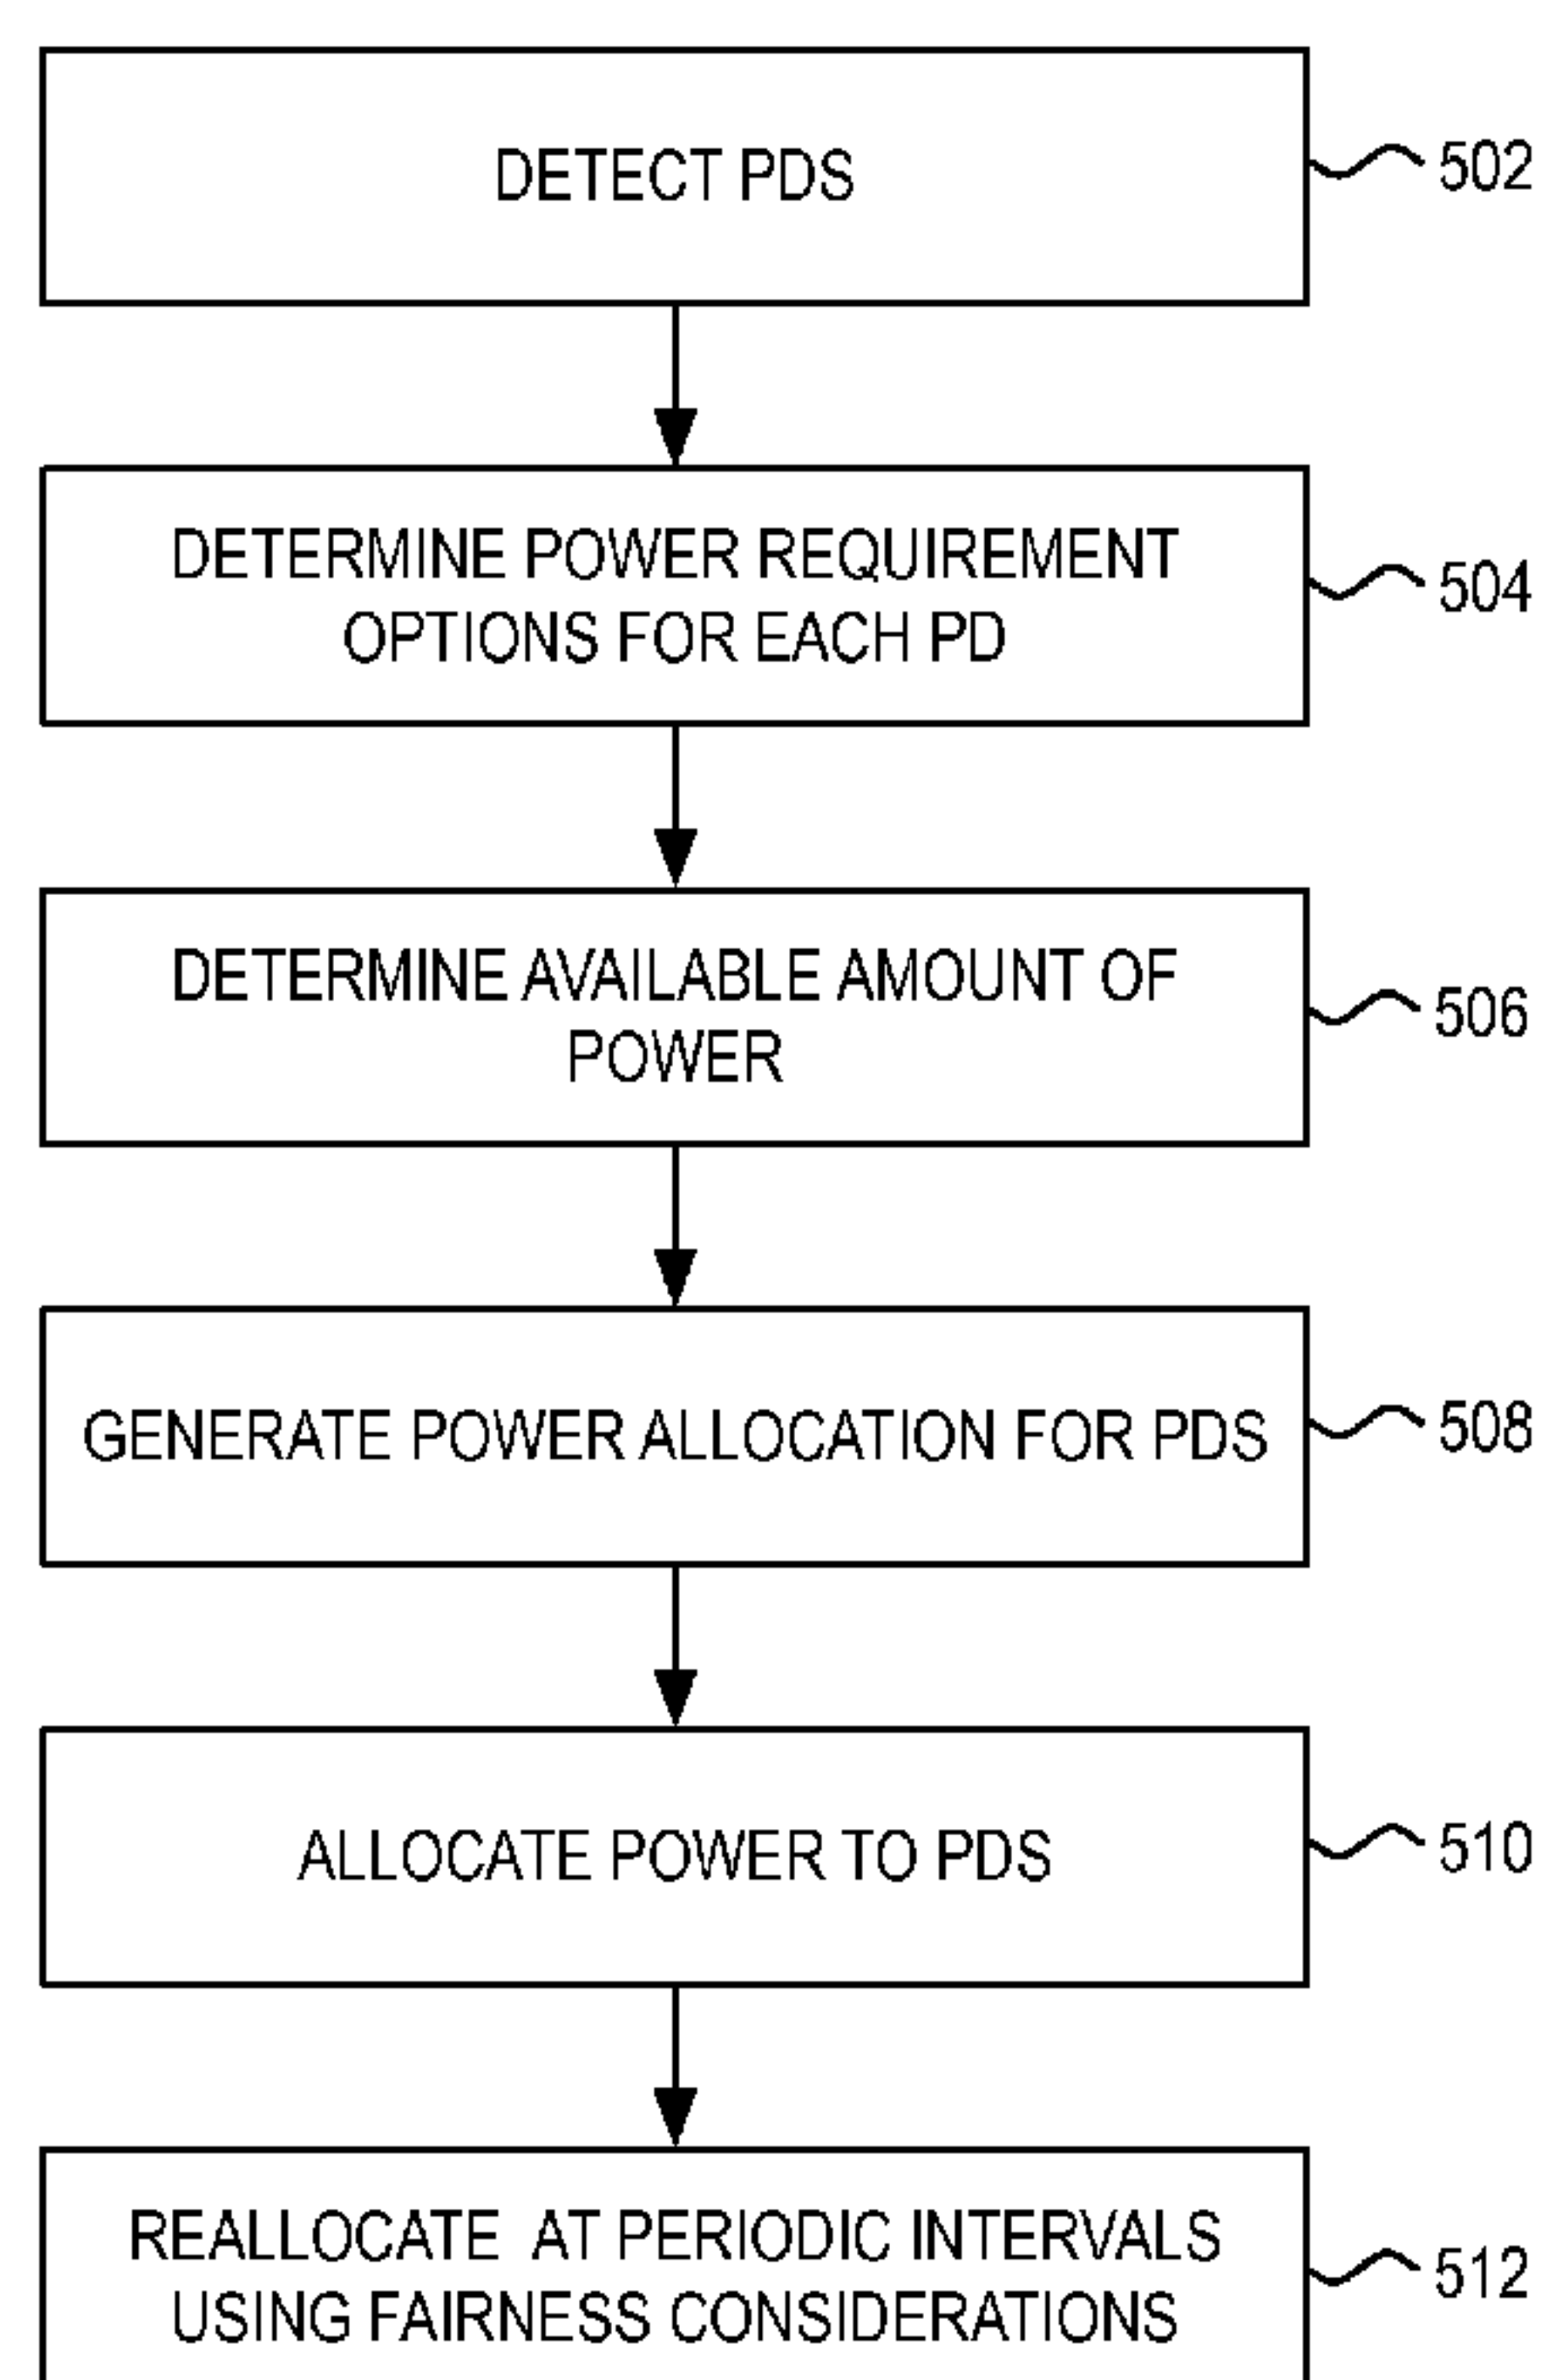 DETECT PDS
502
DETERMINE POWER REQUIREMENT
OPTIONS FOR EACH PD
504
DETERMINE AVAILABLE AMOUNT OF
POWER
506
GENERATE POWER ALLOCATION FOR PDS
508
ALLOCATE POWER TO PDS
510
REALLOCATE AT PERIODIC INTERVALS
USING FAIRNESS CONSIDERATIONS
512